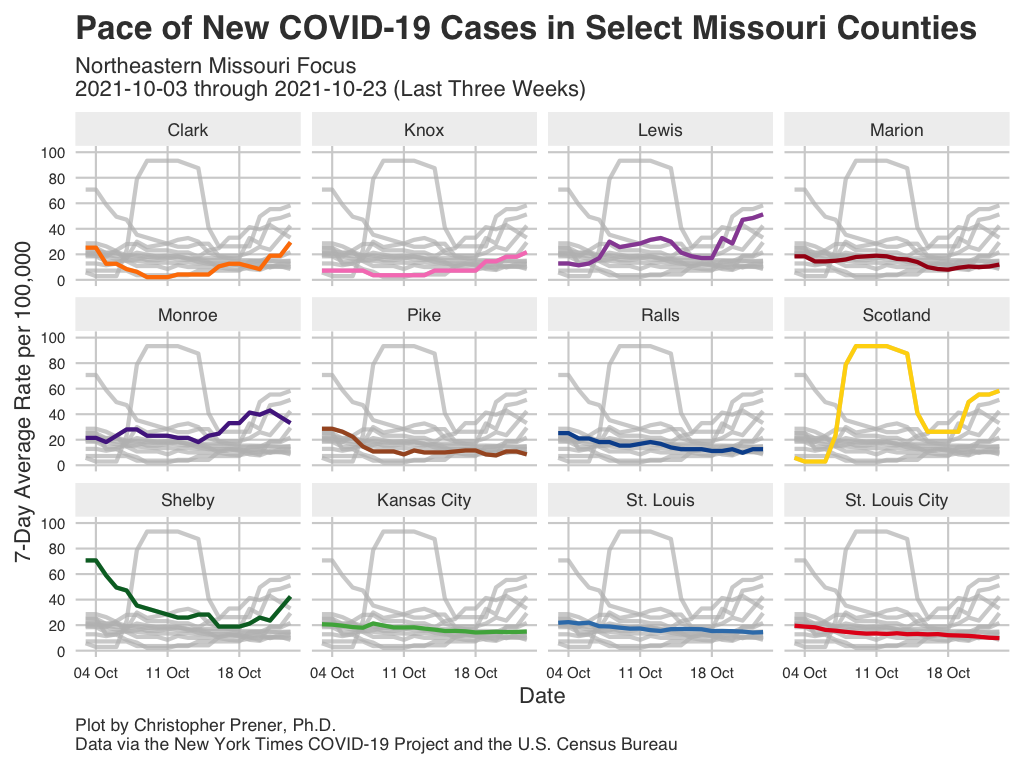 Pace of New COVID-19 Cases in Select Missouri Counties
Northeastern Missouri Focus
2021-10-03 through 2021-10-23 (Last Three Weeks)
Clark Knox Lewis Marion
100
80
60
40
20
0
Monroe Pike Ralls Scotland
100
80
60
40
20
0
Shelby Kansas City St. Louis St. Louis City
100
80
60
40
20
0
7-Day Average Rate per 100,000
04 Oct 11 Oct 18 Oct 04 Oct 11 Oct 18 Oct 04 Oct 11 Oct 18 Oct 04 Oct 11 Oct 18 Oct
Date
Plot by Christopher Prener, Ph.D.
Data via the New York Times COVID-19 Project and the U.S. Census Bureau